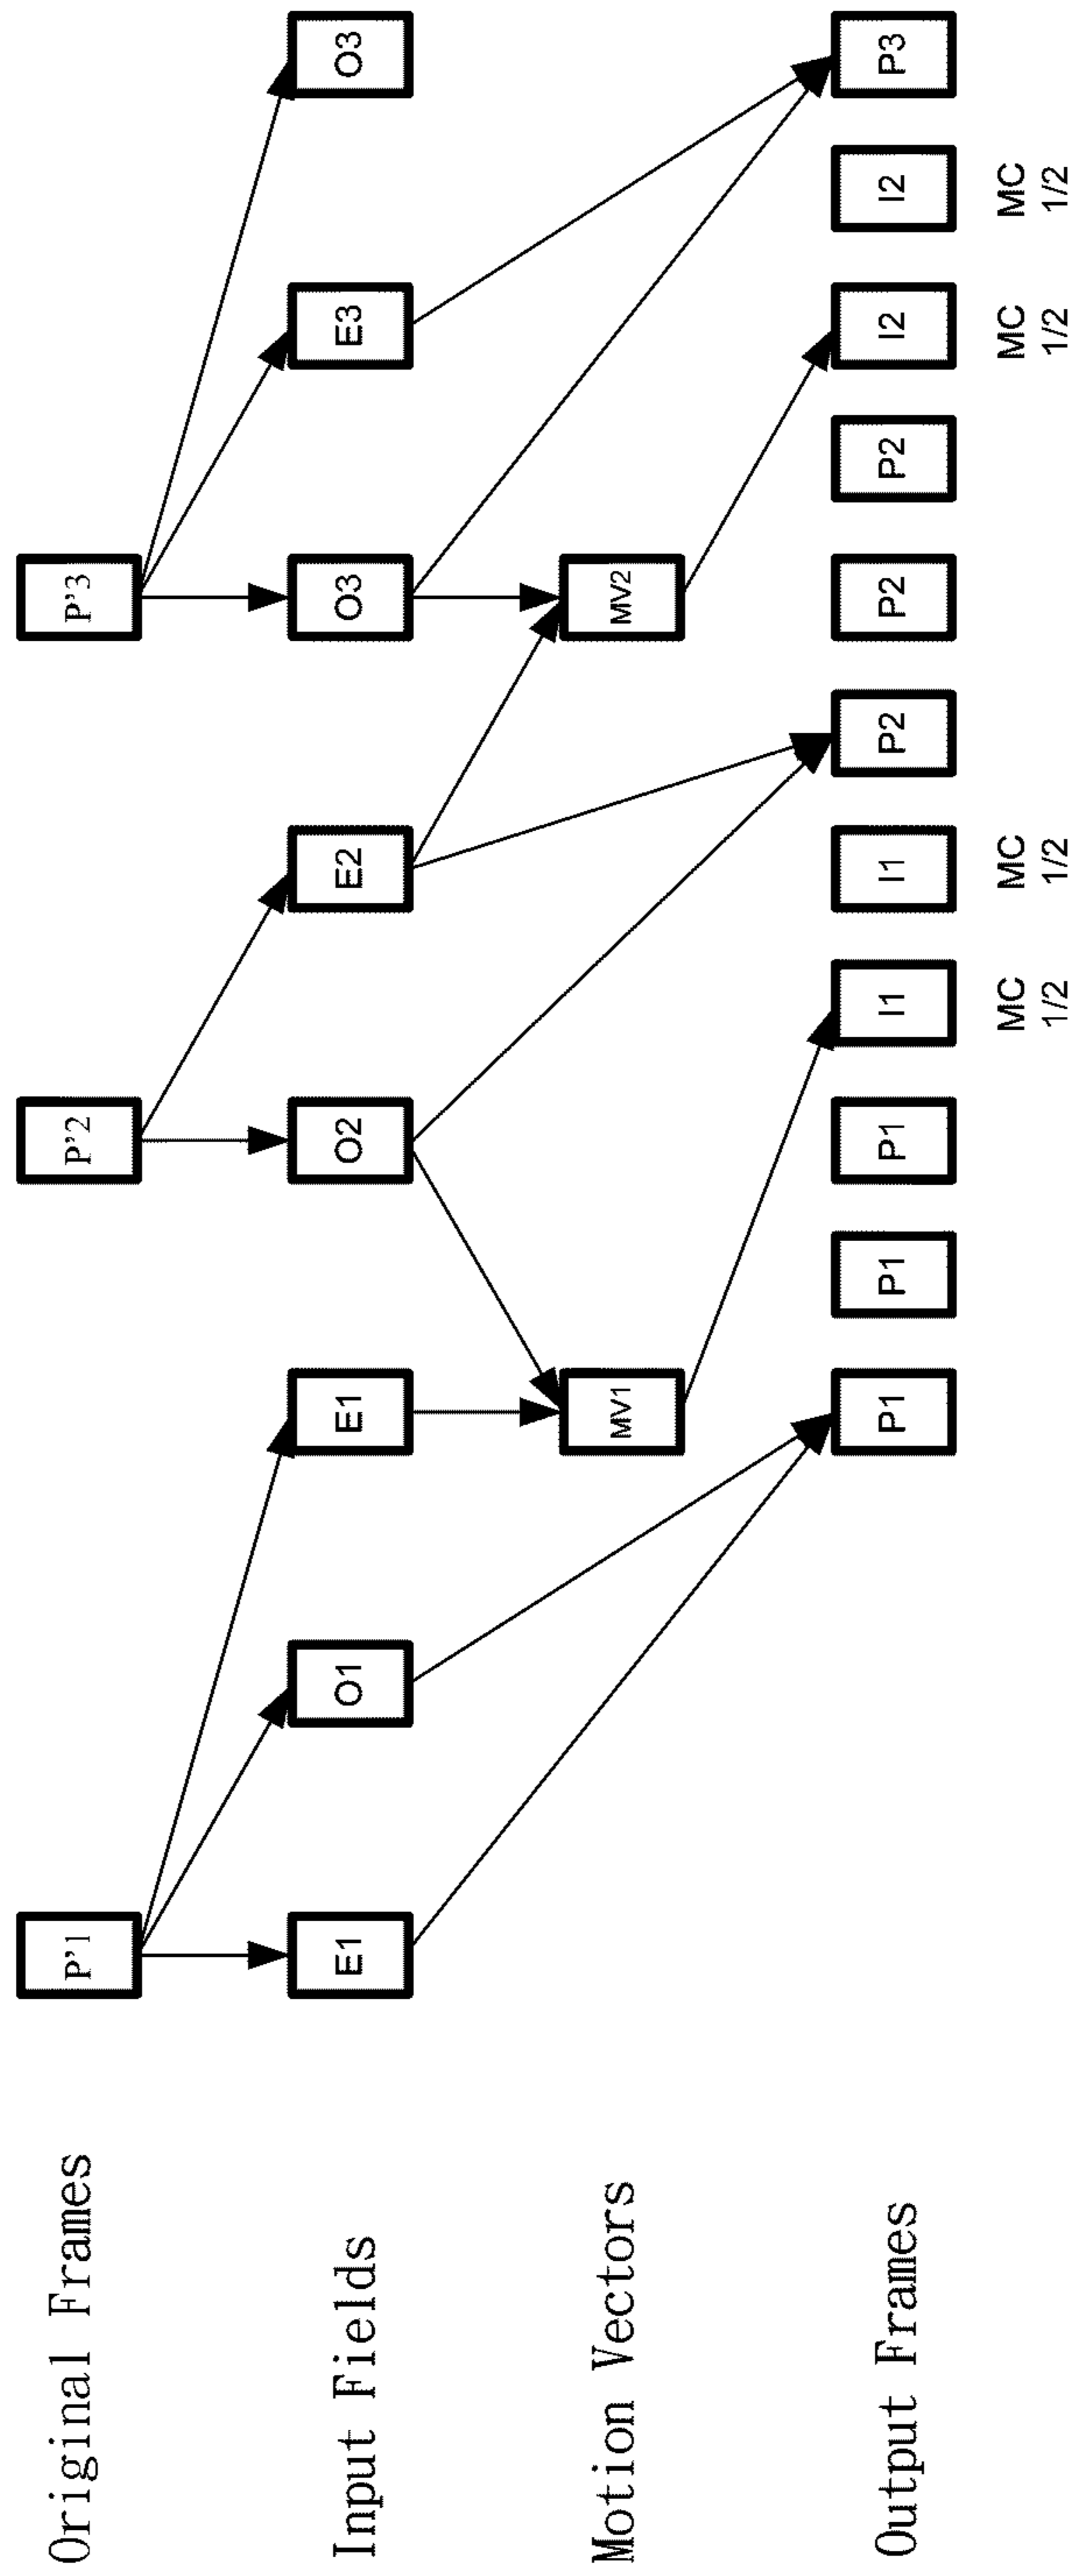 Original Frames
P'1
P'2
P'3
Input Fields
E1
O1
E1
O2
E2
O3
E3
O3
Motion Vectors
MV1
MV2
Output Frames
P1
P1
P1
I1
I1
P2
P2
P2
I2
I2
P3
MC
1/2
MC
1/2
MC
1/2
MC
1/2